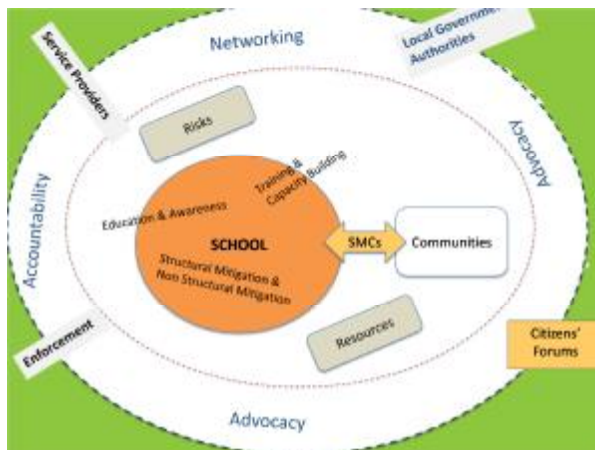 Networking
Local Government
Authorities
Service Providers
Risks
Training &
Capacity Building
Advocacy
Accountability
Education & Awareness
SCHOOL
SMCs
Communities
Structural Mitigation &
Non Structural Mitigation
Enforcement
Resources
Citizens'
Forums
Advocacy